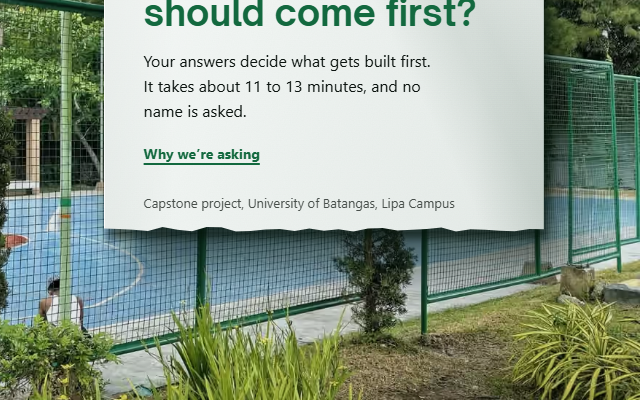 should come first?
Your answers decide what gets built first.
It takes about 11 to 13 minutes, and no
name is asked.
Why we're asking
Capstone project, University of Batangas, Lipa Campus